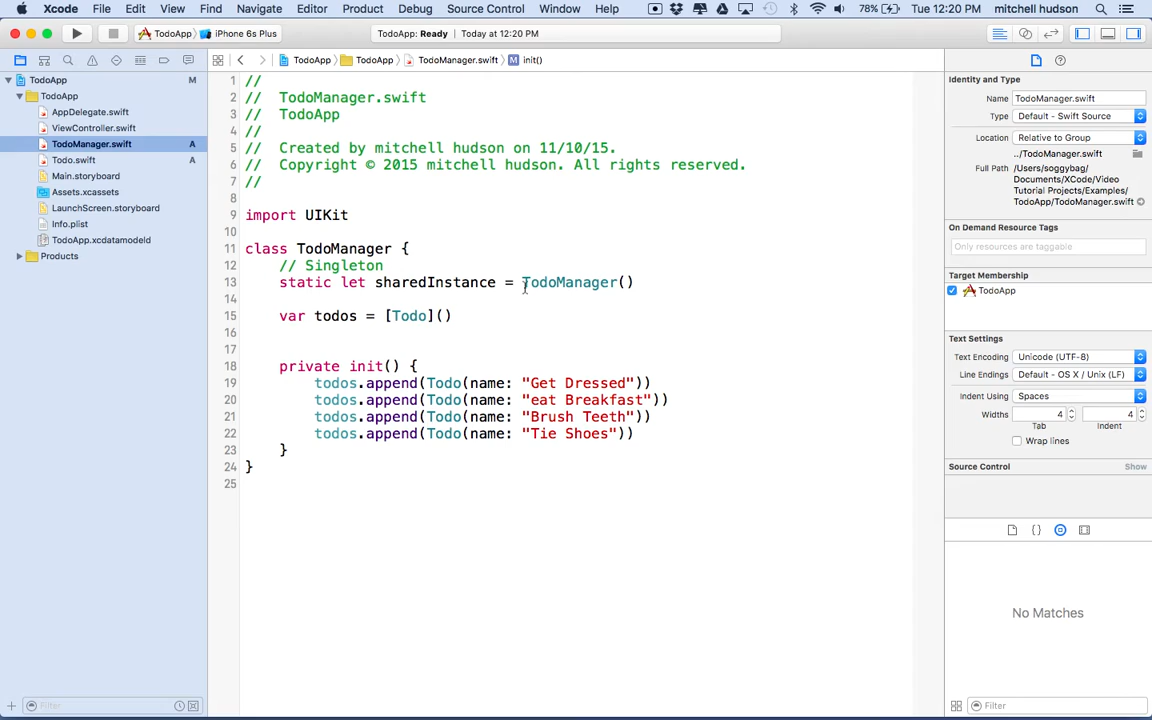 Xcode File Edit View Find Navigate Editor Product Debug Source Control Window Help 78% Tue 12:20 PM mitchell hudson
TodoApp iPhone 6s Plus TodoApp: Ready | Today at 12:20 PM
TodoApp TodoApp TodoManager.swift M init()
TodoApp M
TodoApp
AppDelegate.swift
ViewController.swift
TodoManager.swift A
Todo.swift A
Main.storyboard
Assets.xcassets
LaunchScreen.storyboard
Info.plist
TodoApp.xcdatamodeld
Products
Filter
1 //
2 // TodoManager.swift
3 // TodoApp
4 //
5 // Created by mitchell hudson on 11/10/15.
6 // Copyright © 2015 mitchell hudson. All rights reserved.
7 //
8
9 import UIKit
10
11 class TodoManager {
12 // Singleton
13 static let sharedInstance = TodoManager()
14
15 var todos = [Todo]()
16
17
18 private init() {
19 todos.append(Todo(name: "Get Dressed"))
20 todos.append(Todo(name: "eat Breakfast"))
21 todos.append(Todo(name: "Brush Teeth"))
22 todos.append(Todo(name: "Tie Shoes"))
23 }
24 }
25
Identity and Type
Name TodoManager.swift
Type Default - Swift Source
Location Relative to Group
../TodoManager.swift
Full Path /Users/soggybag/
Documents/XCode/Video
Tutorial Projects/Examples/
TodoApp/TodoManager.swift
On Demand Resource Tags
Only resources are taggable
Target Membership
TodoApp
Text Settings
Text Encoding Unicode (UTF-8)
Line Endings Default - OS X / Unix (LF)
Indent Using Spaces
Widths 4 4
Tab Indent
Wrap lines
Source Control Show
{ }
No Matches
Filter